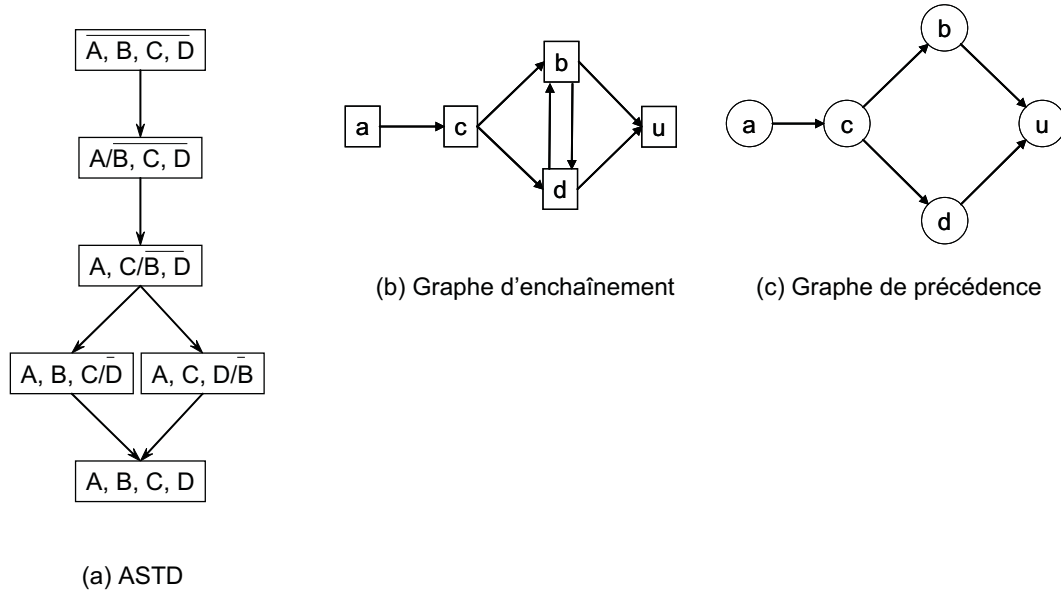 A, B, C, D
A/B, C, D
A, C/B, D
A, B, C/D
A, C, D/B
A, B, C, D
(a) ASTD
a
c
b
d
u
(b) Graphe d’enchaînement
a
c
b
d
u
(c) Graphe de précédence